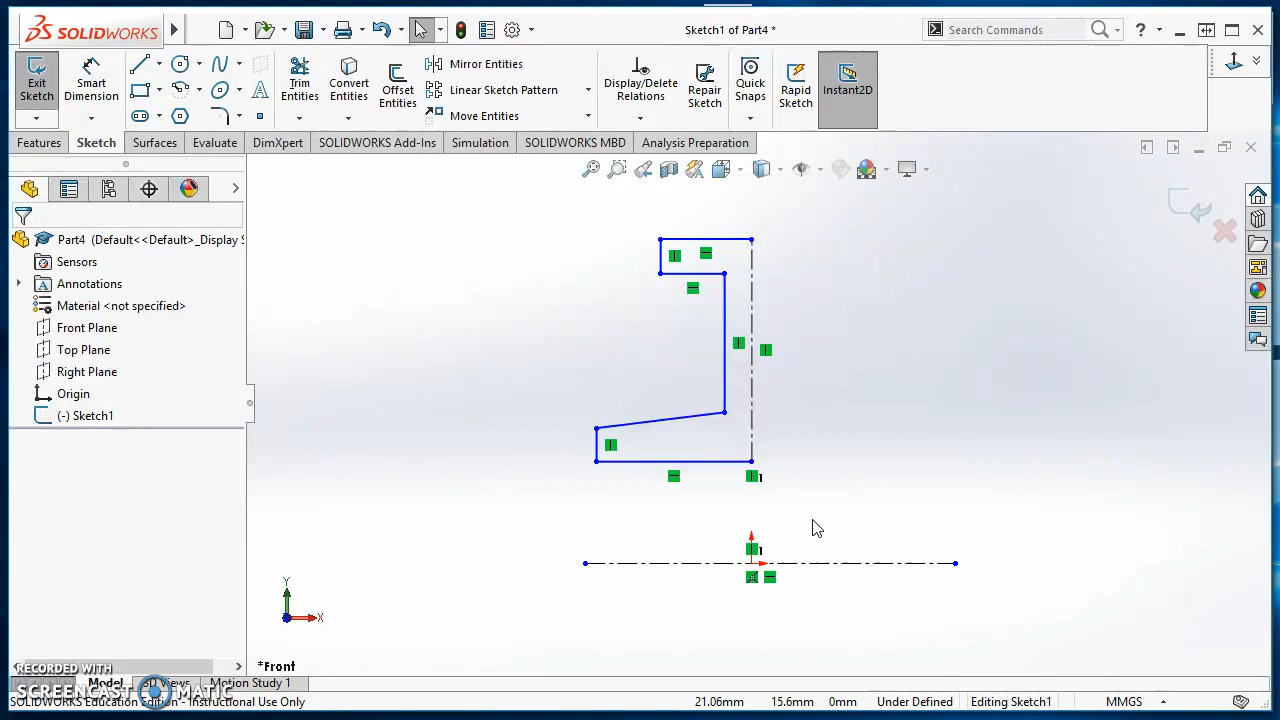 SOLIDWORKS
Sketch1 of Part4 *
Search Commands
?
Exit Sketch
Smart Dimension
Trim Entities
Convert Entities
Offset Entities
Mirror Entities
Linear Sketch Pattern
Move Entities
Display/Delete Relations
Repair Sketch
Quick Snaps
Rapid Sketch
Instant2D
Features
Sketch
Surfaces
Evaluate
DimXpert
SOLIDWORKS Add-Ins
Simulation
SOLIDWORKS MBD
Analysis Preparation
Part4 (Default<<Default>_Display S
Sensors
Annotations
Material <not specified>
Front Plane
Top Plane
Right Plane
Origin
(-) Sketch1
1
1
Y
X
*Front
RECORDED WITH
SCREENCAST MATIC
Model
3D Views
Motion Study 1
SOLIDWORKS Education Edition - Instructional Use Only
21.06mm
15.6mm
0mm
Under Defined
Editing Sketch1
MMGS